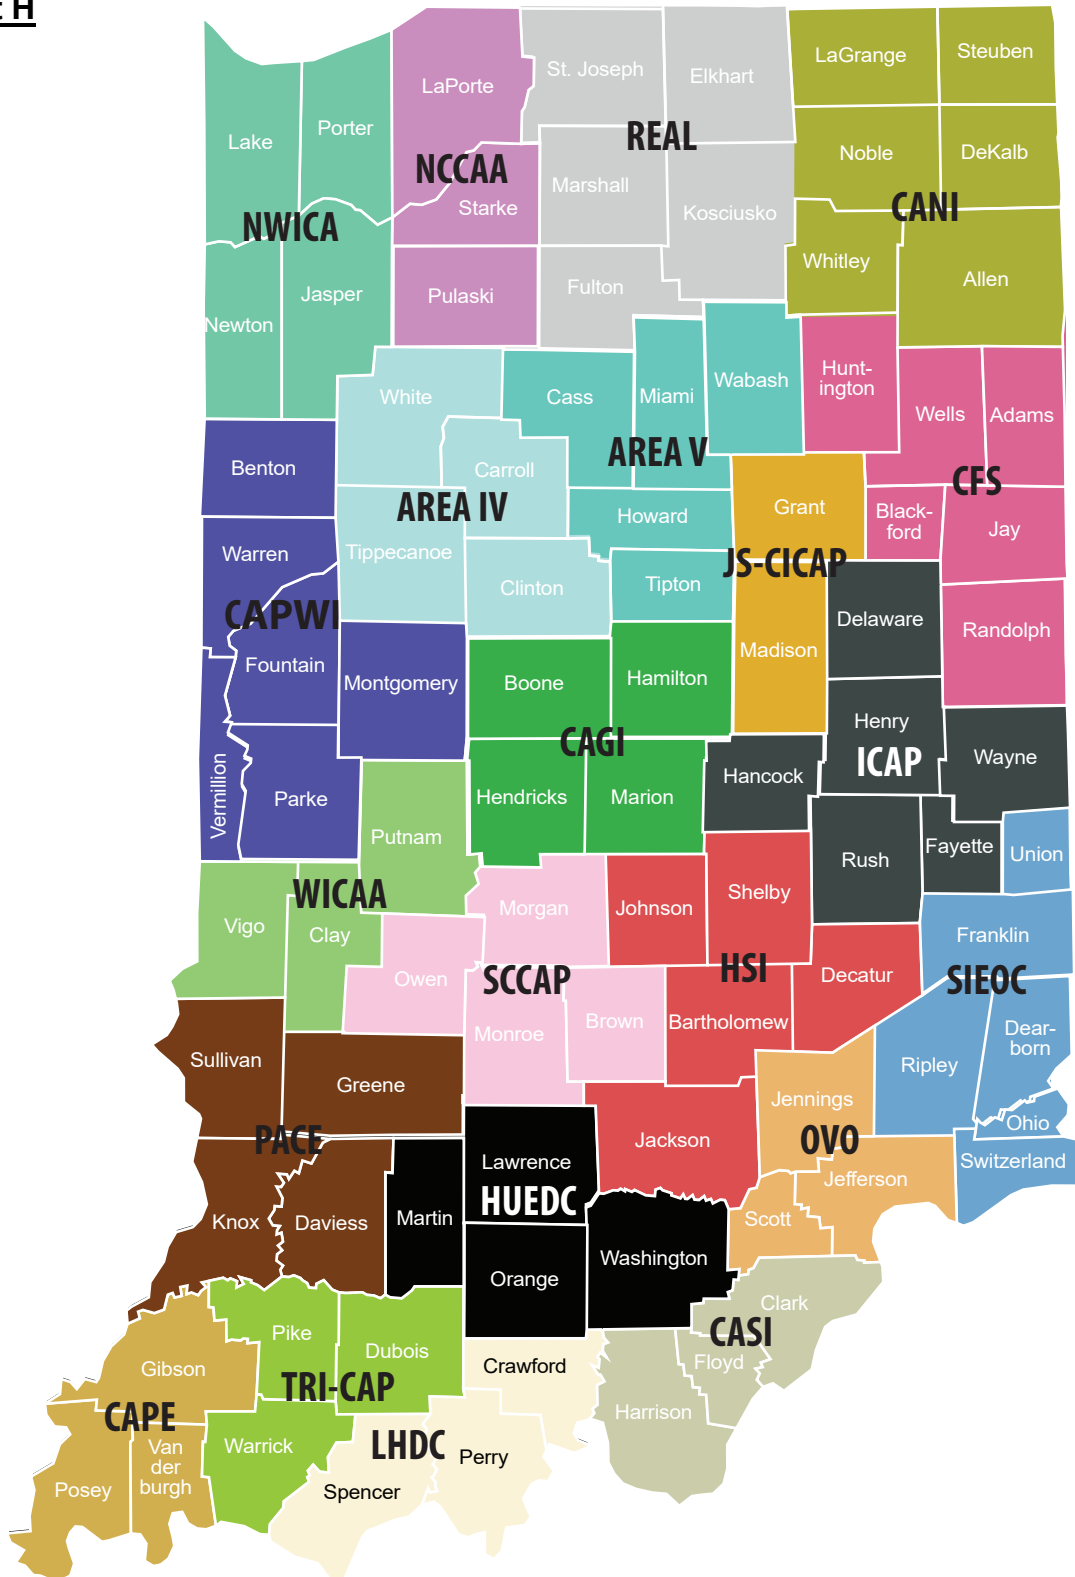 t H
LaGrange
Steuben
St. Joseph
Elkhart
LaPorte
Lake
Porter
REAL
Noble
DeKalb
NCCAA
Marshall
Starke
Kosciusko
CANI
NWICA
Whitley
Allen
Jasper
Pulaski
Fulton
Newton
White
Cass
Miami
Wabash
Hunt-
ington
Wells
Adams
AREA V
Benton
Carroll
CFS
AREA IV
Howard
Grant
Black-
ford
Jay
Warren
Tippecanoe
Clinton
Tipton
JS-CICAP
CAPWI
Delaware
Randolph
Fountain
Montgomery
Boone
Hamilton
Madison
Henry
CAGI
ICAP
Wayne
Vermillion
Parke
Hendricks
Marion
Hancock
Putnam
Rush
Fayette
Union
WICAA
Vigo
Clay
Morgan
Johnson
Shelby
Franklin
Owen
SCCAP
HSI
Decatur
SIEOC
Monroe
Brown
Bartholomew
Dear-
born
Sullivan
Greene
Ripley
Jennings
Ohio
PACE
Jackson
OVO
Lawrence
Switzerland
HUEDC
Jefferson
Knox
Daviess
Martin
Scott
Orange
Washington
Clark
Pike
Dubois
CASI
Gibson
Crawford
Floyd
TRI-CAP
CAPE
Harrison
Van
der
burgh
Warrick
LHDC
Perry
Posey
Spencer